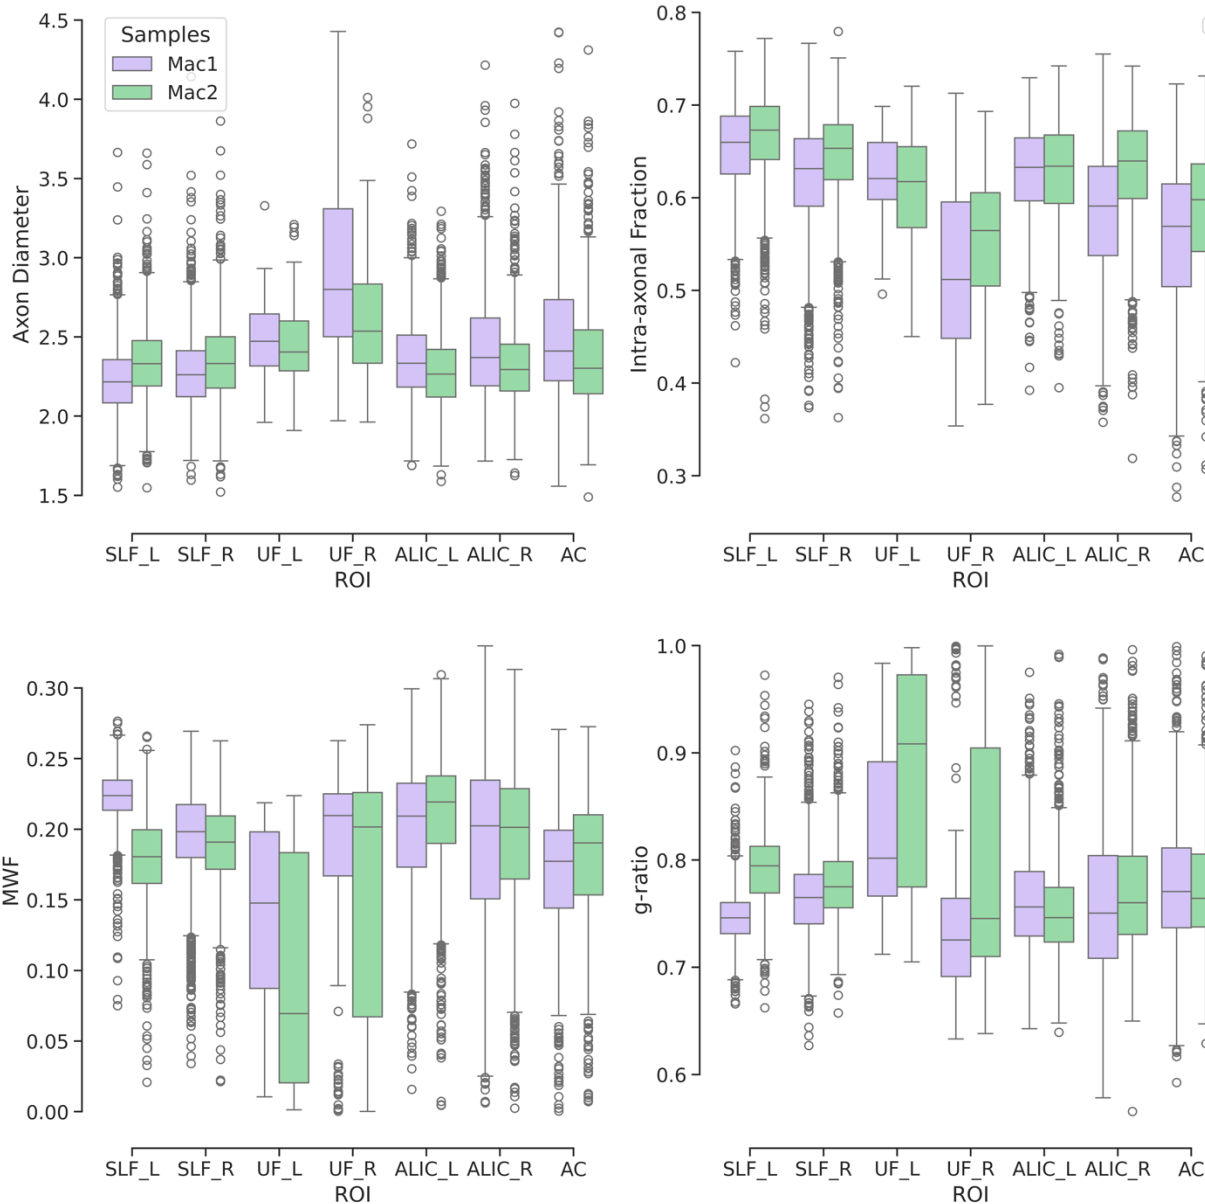 4.5
4.0
3.5
3.0
2.5
2.0
1.5
Axon Diameter
Samples
Mac1
Mac2
SLF_L SLF_R UF_L UF_R ALIC_L ALIC_R AC
ROI
0.8
0.7
0.6
0.5
0.4
0.3
Intra-axonal Fraction
SLF_L SLF_R UF_L UF_R ALIC_L ALIC_R AC
ROI
0.30
0.25
0.20
0.15
0.10
0.05
0.00
MWF
SLF_L SLF_R UF_L UF_R ALIC_L ALIC_R AC
ROI
1.0
0.9
0.8
0.7
0.6
g-ratio
SLF_L SLF_R UF_L UF_R ALIC_L ALIC_R AC
ROI